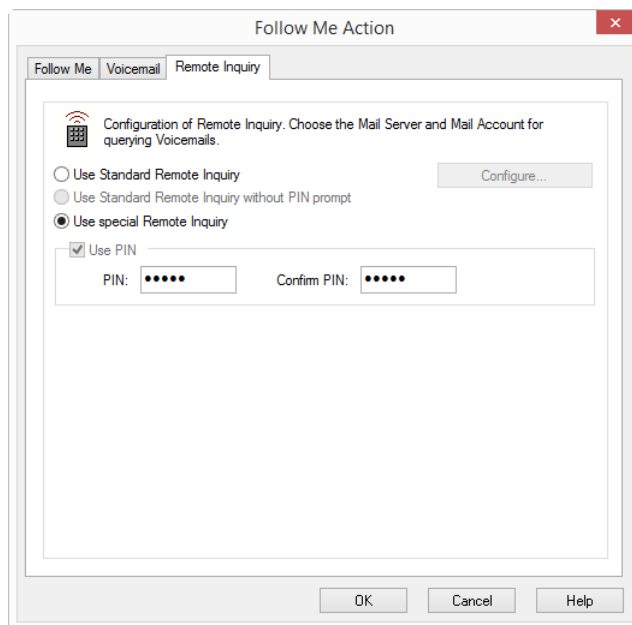 Follow Me Action
Follow Me Voicemail Remote Inquiry
Configuration of Remote Inquiry. Choose the Mail Server and Mail Account for
querying Voicemails.
Use Standard Remote Inquiry Configure...
Use Standard Remote Inquiry without PIN prompt
Use special Remote Inquiry
Use PIN
PIN: ••••• Confirm PIN: •••••
OK Cancel Help